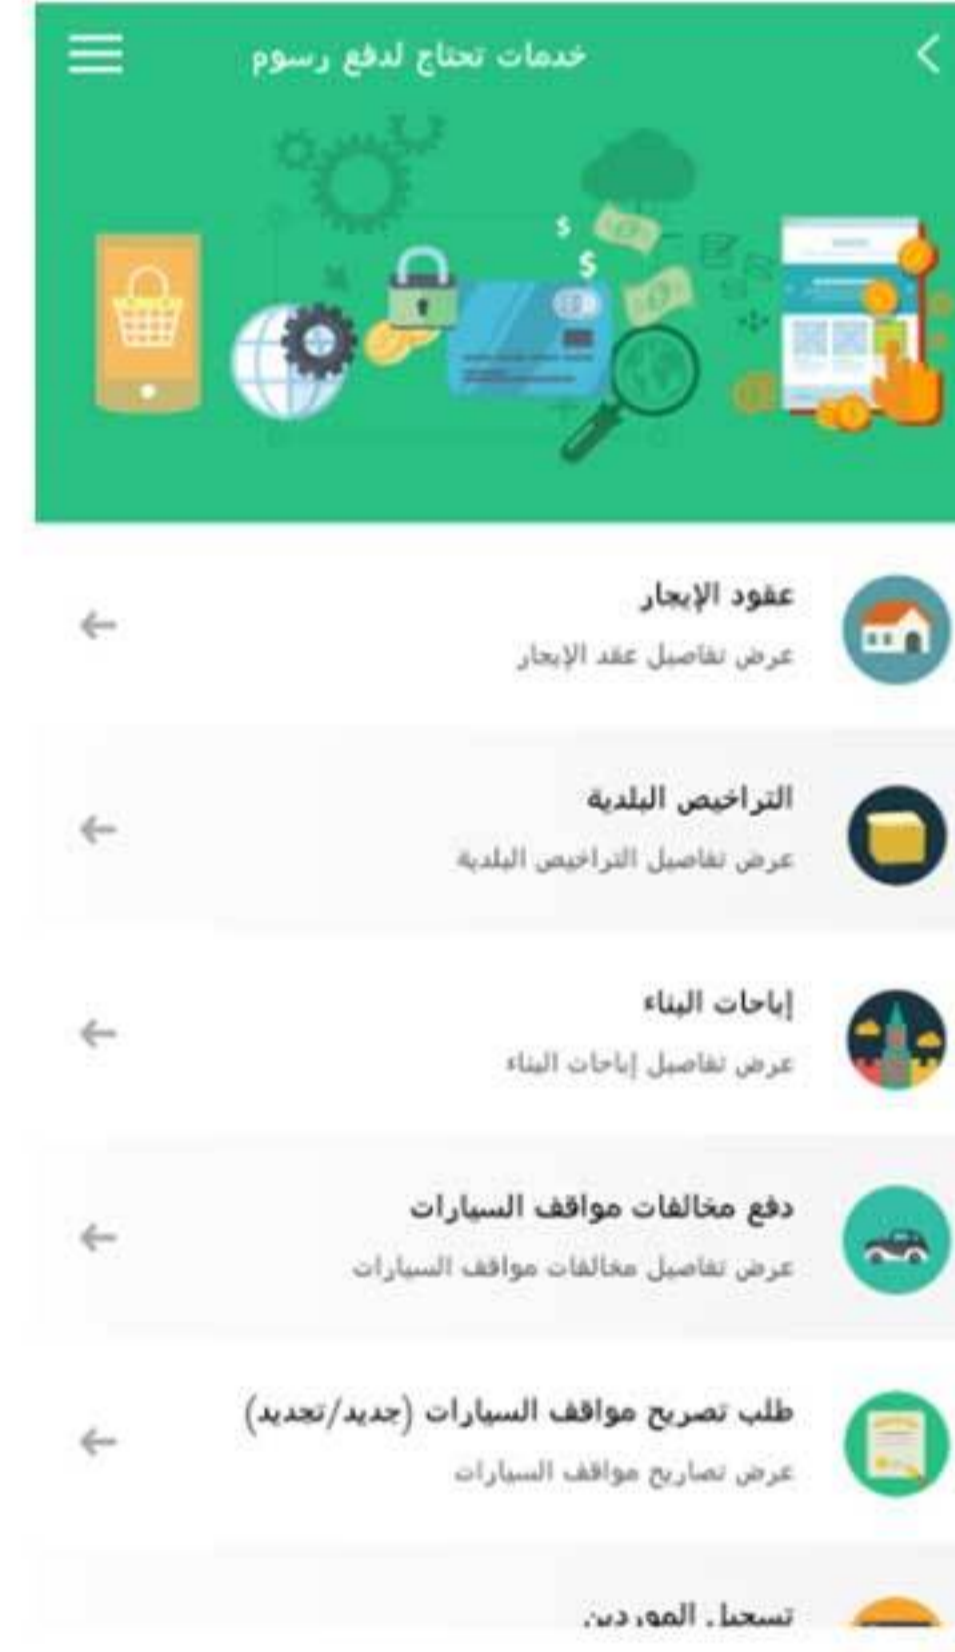 خدمات تحتاج لدفع رسوم
$
$
عقود الإيجار
عرض تفاصيل عقد الإيجار
التراخيص البلدية
عرض تفاصيل التراخيص البلدية
إباحات البناء
عرض تفاصيل إباحات البناء
دفع مخالفات مواقف السيارات
عرض تفاصيل مخالفات مواقف السيارات
طلب تصريح مواقف السيارات (جديد/تجديد)
عرض تصاريح مواقف السيارات
تسجيل الموردين